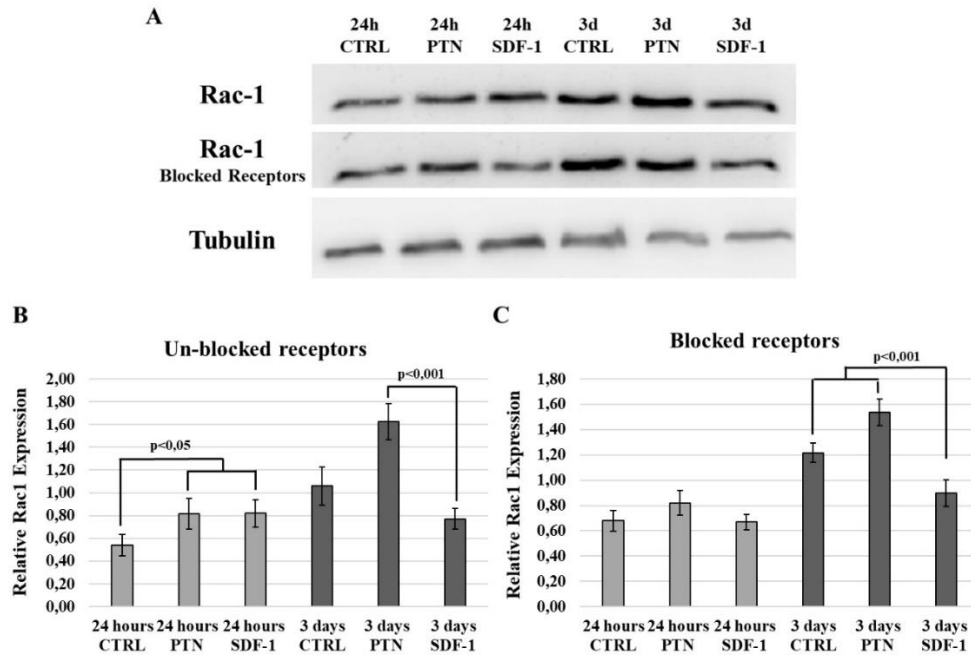 A
24h 24h 24h 3d 3d 3d
CTRL PTN SDF-1 CTRL PTN SDF-1
Rac-1
Rac-1
Blocked Receptors
Tubulin
B
Un-blocked receptors
Relative Rac1 Expression
2,00
1,80
1,60
1,40
1,20
1,00
0,80
0,60
0,40
0,20
0,00
p<0,05
p<0,001
24 hours 24 hours 24 hours 3 days 3 days 3 days
CTRL PTN SDF-1 CTRL PTN SDF-1
C
Blocked receptors
Relative Rac1 Expression
1,80
1,60
1,40
1,20
1,00
0,80
0,60
0,40
0,20
0,00
p<0,001
24 hours 24 hours 24 hours 3 days 3 days 3 days
CTRL PTN SDF-1 CTRL PTN SDF-1